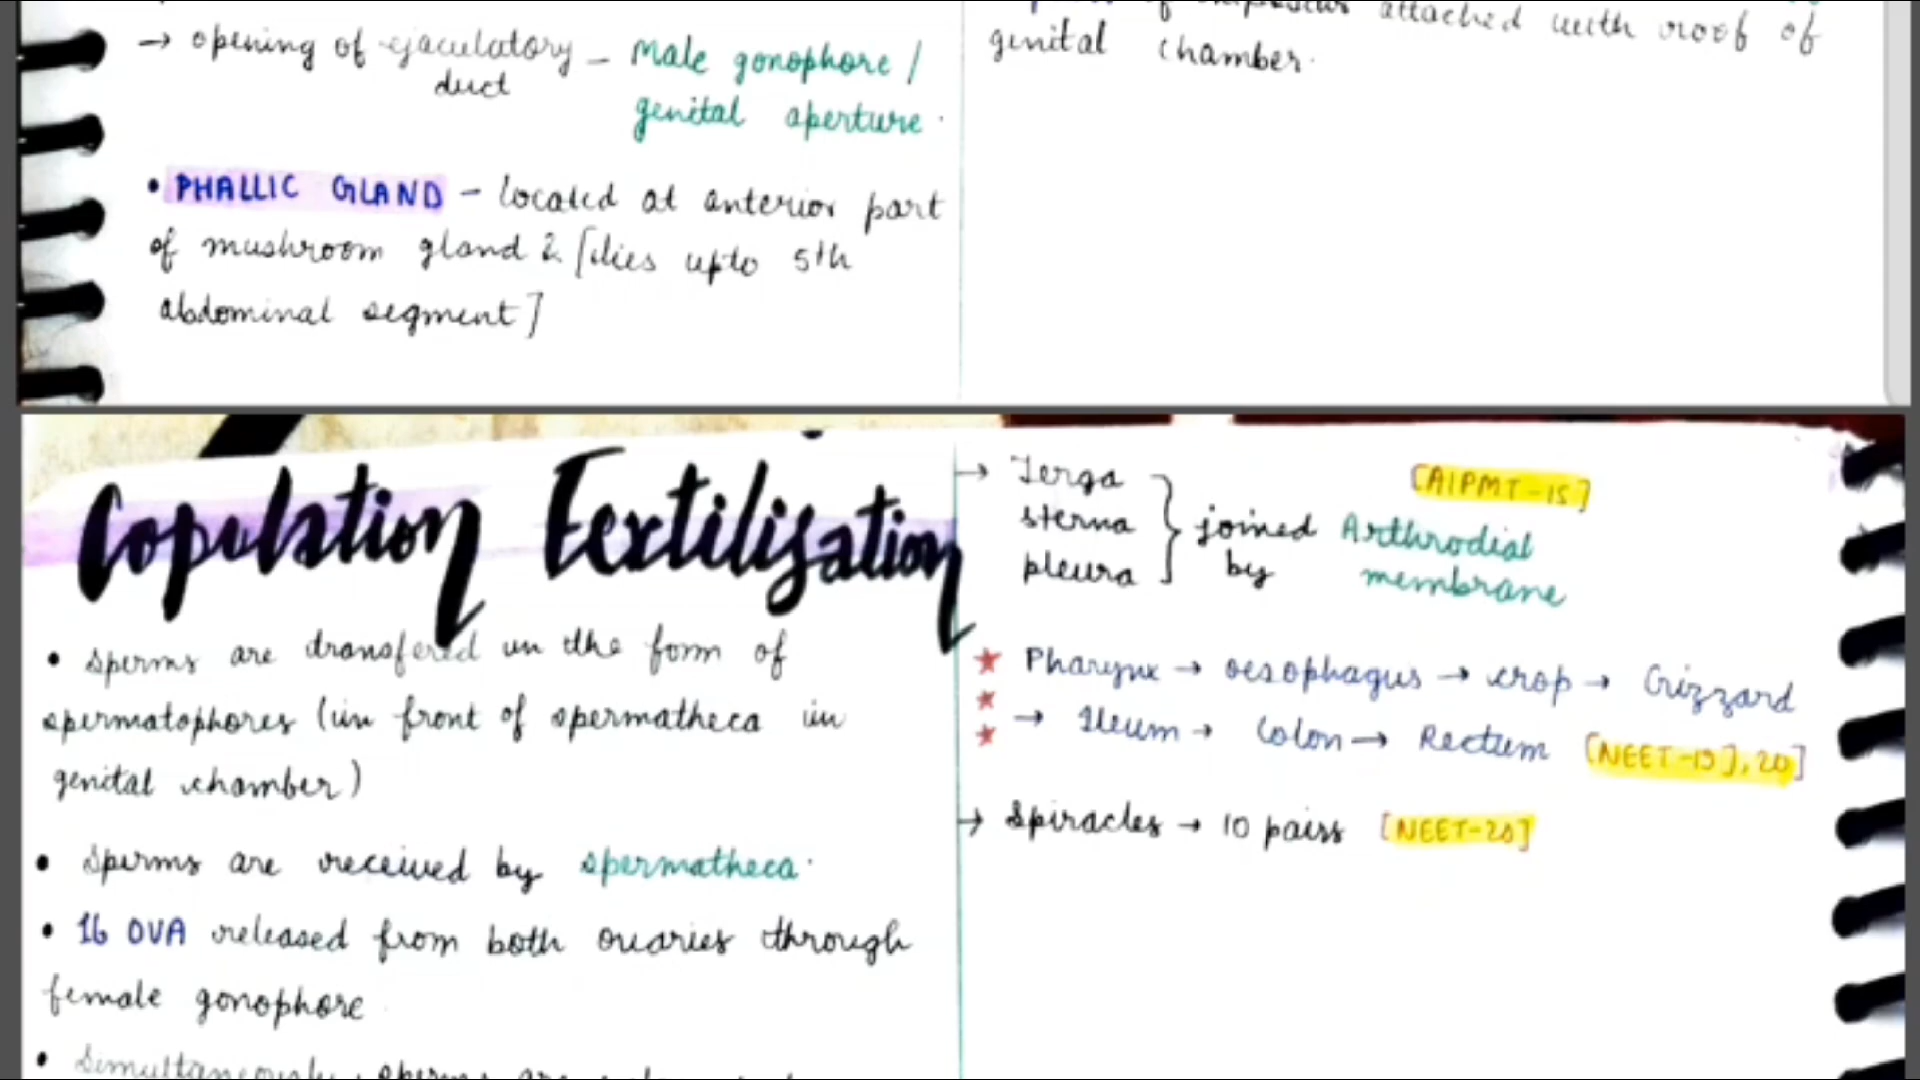 → opening of ejaculatory – Male gonophore /
duct
genital aperture.
• PHALLIC GLAND – located at anterior part
of mushroom gland & [lies upto 5th
abdominal segment]
attached with roof of
genital chamber.
Copulation Fertilisation
• sperms are transfered in the form of
spermatophores (in front of spermatheca in
genital chamber)
• sperms are received by spermatheca.
• 16 OVA released from both ovaries through
female gonophore
• Simultaneously, sperms are
→ Terga [AIPMT-15]
sterna } joined Arthrodial
pleura by membrane
Pharynx → oesophagus → crop → Gizzard
→ Ileum → Colon → Rectum [NEET-19], 20]
→ Spiracles → 10 pairs [NEET-20]